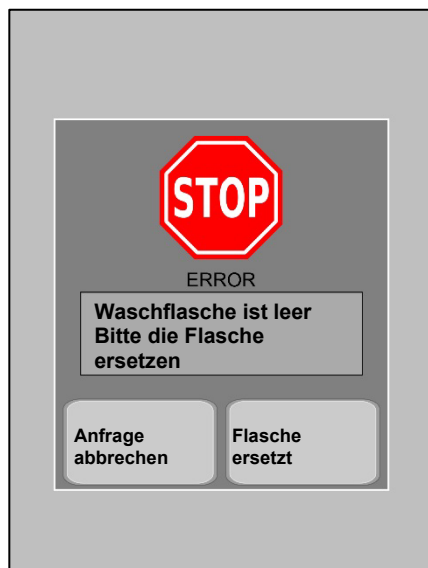 STOP
ERROR
Waschflasche ist leer
Bitte die Flasche
ersetzen
Anfrage
abbrechen
Flasche
ersetzt